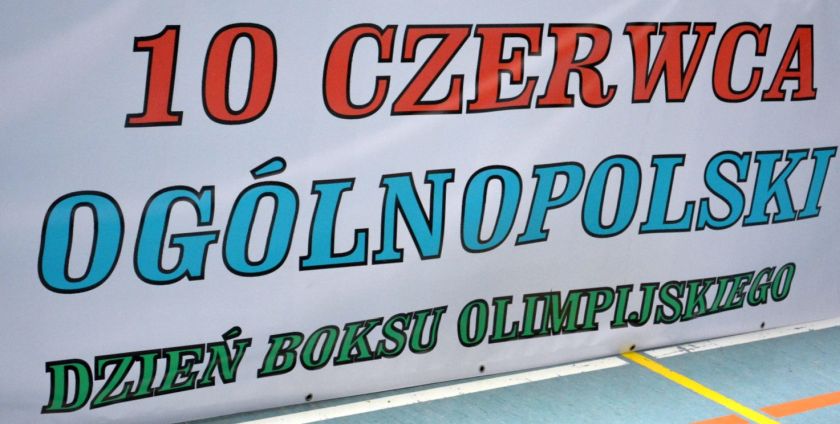 10 CZERWCA
OGÓLNOPOLSKI
DZIEŃ BOKSU OLIMPIJSKIEGO